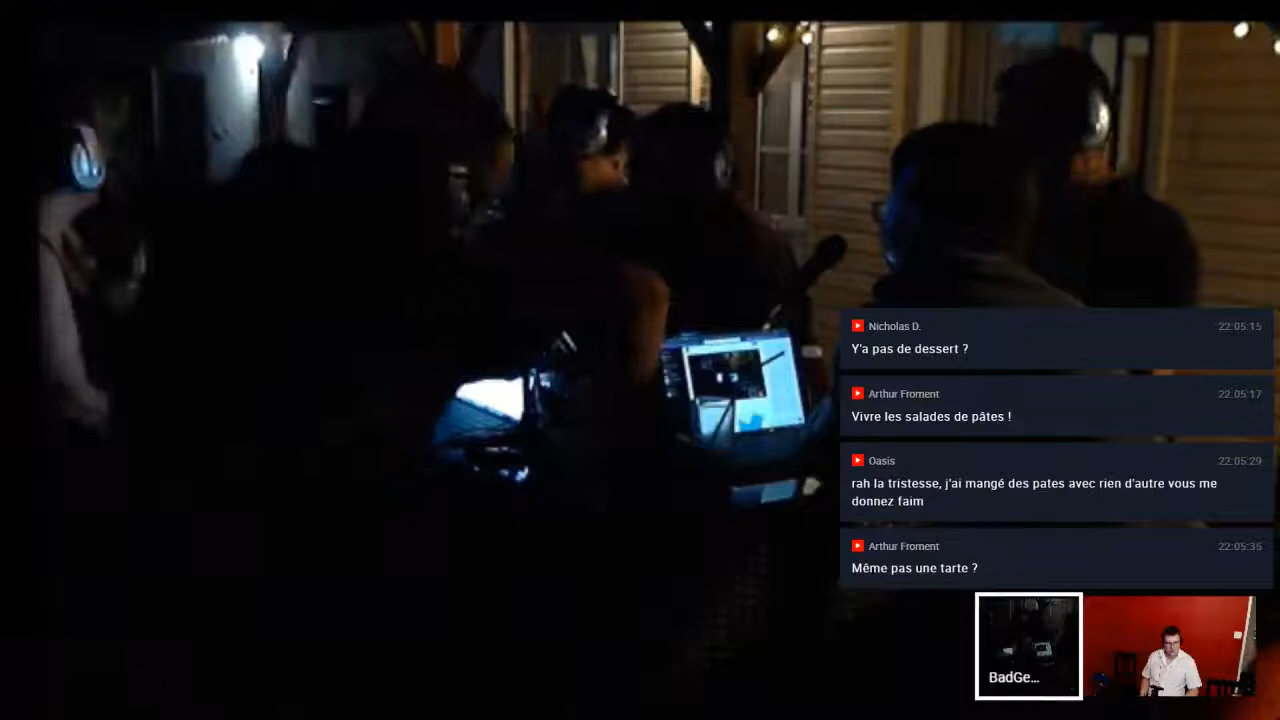 Nicholas D.
22:05:15
Y'a pas de dessert ?
Arthur Froment
22:05:17
Vivre les salades de pâtes !
Oasis
22:05:29
rah la tristesse, j'ai mangé des pates avec rien d'autre vous me
donnez faim
Arthur Froment
22:05:35
Même pas une tarte ?
BadGe...